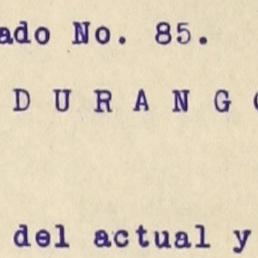 ado No. 85.
D U R A N G
del actual y